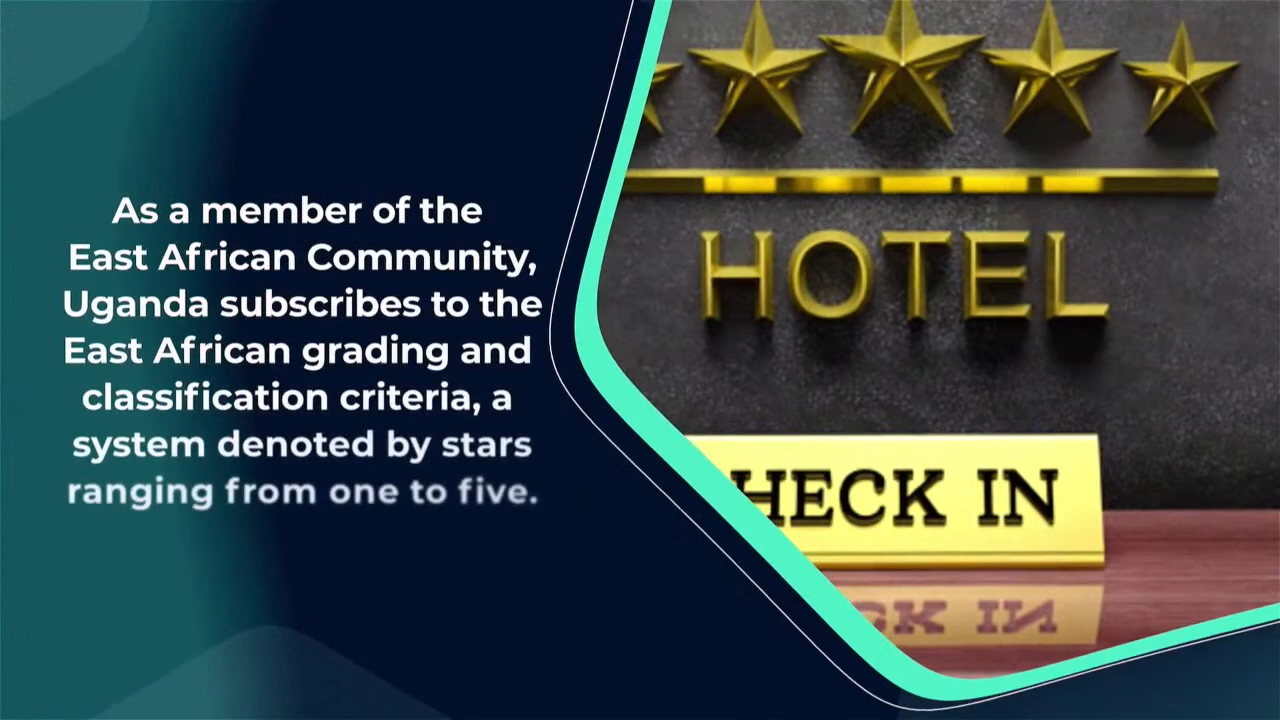 As a member of the
East African Community,
Uganda subscribes to the
East African grading and
classification criteria, a
system denoted by stars
ranging from one to five.
HOTEL
HECK IN